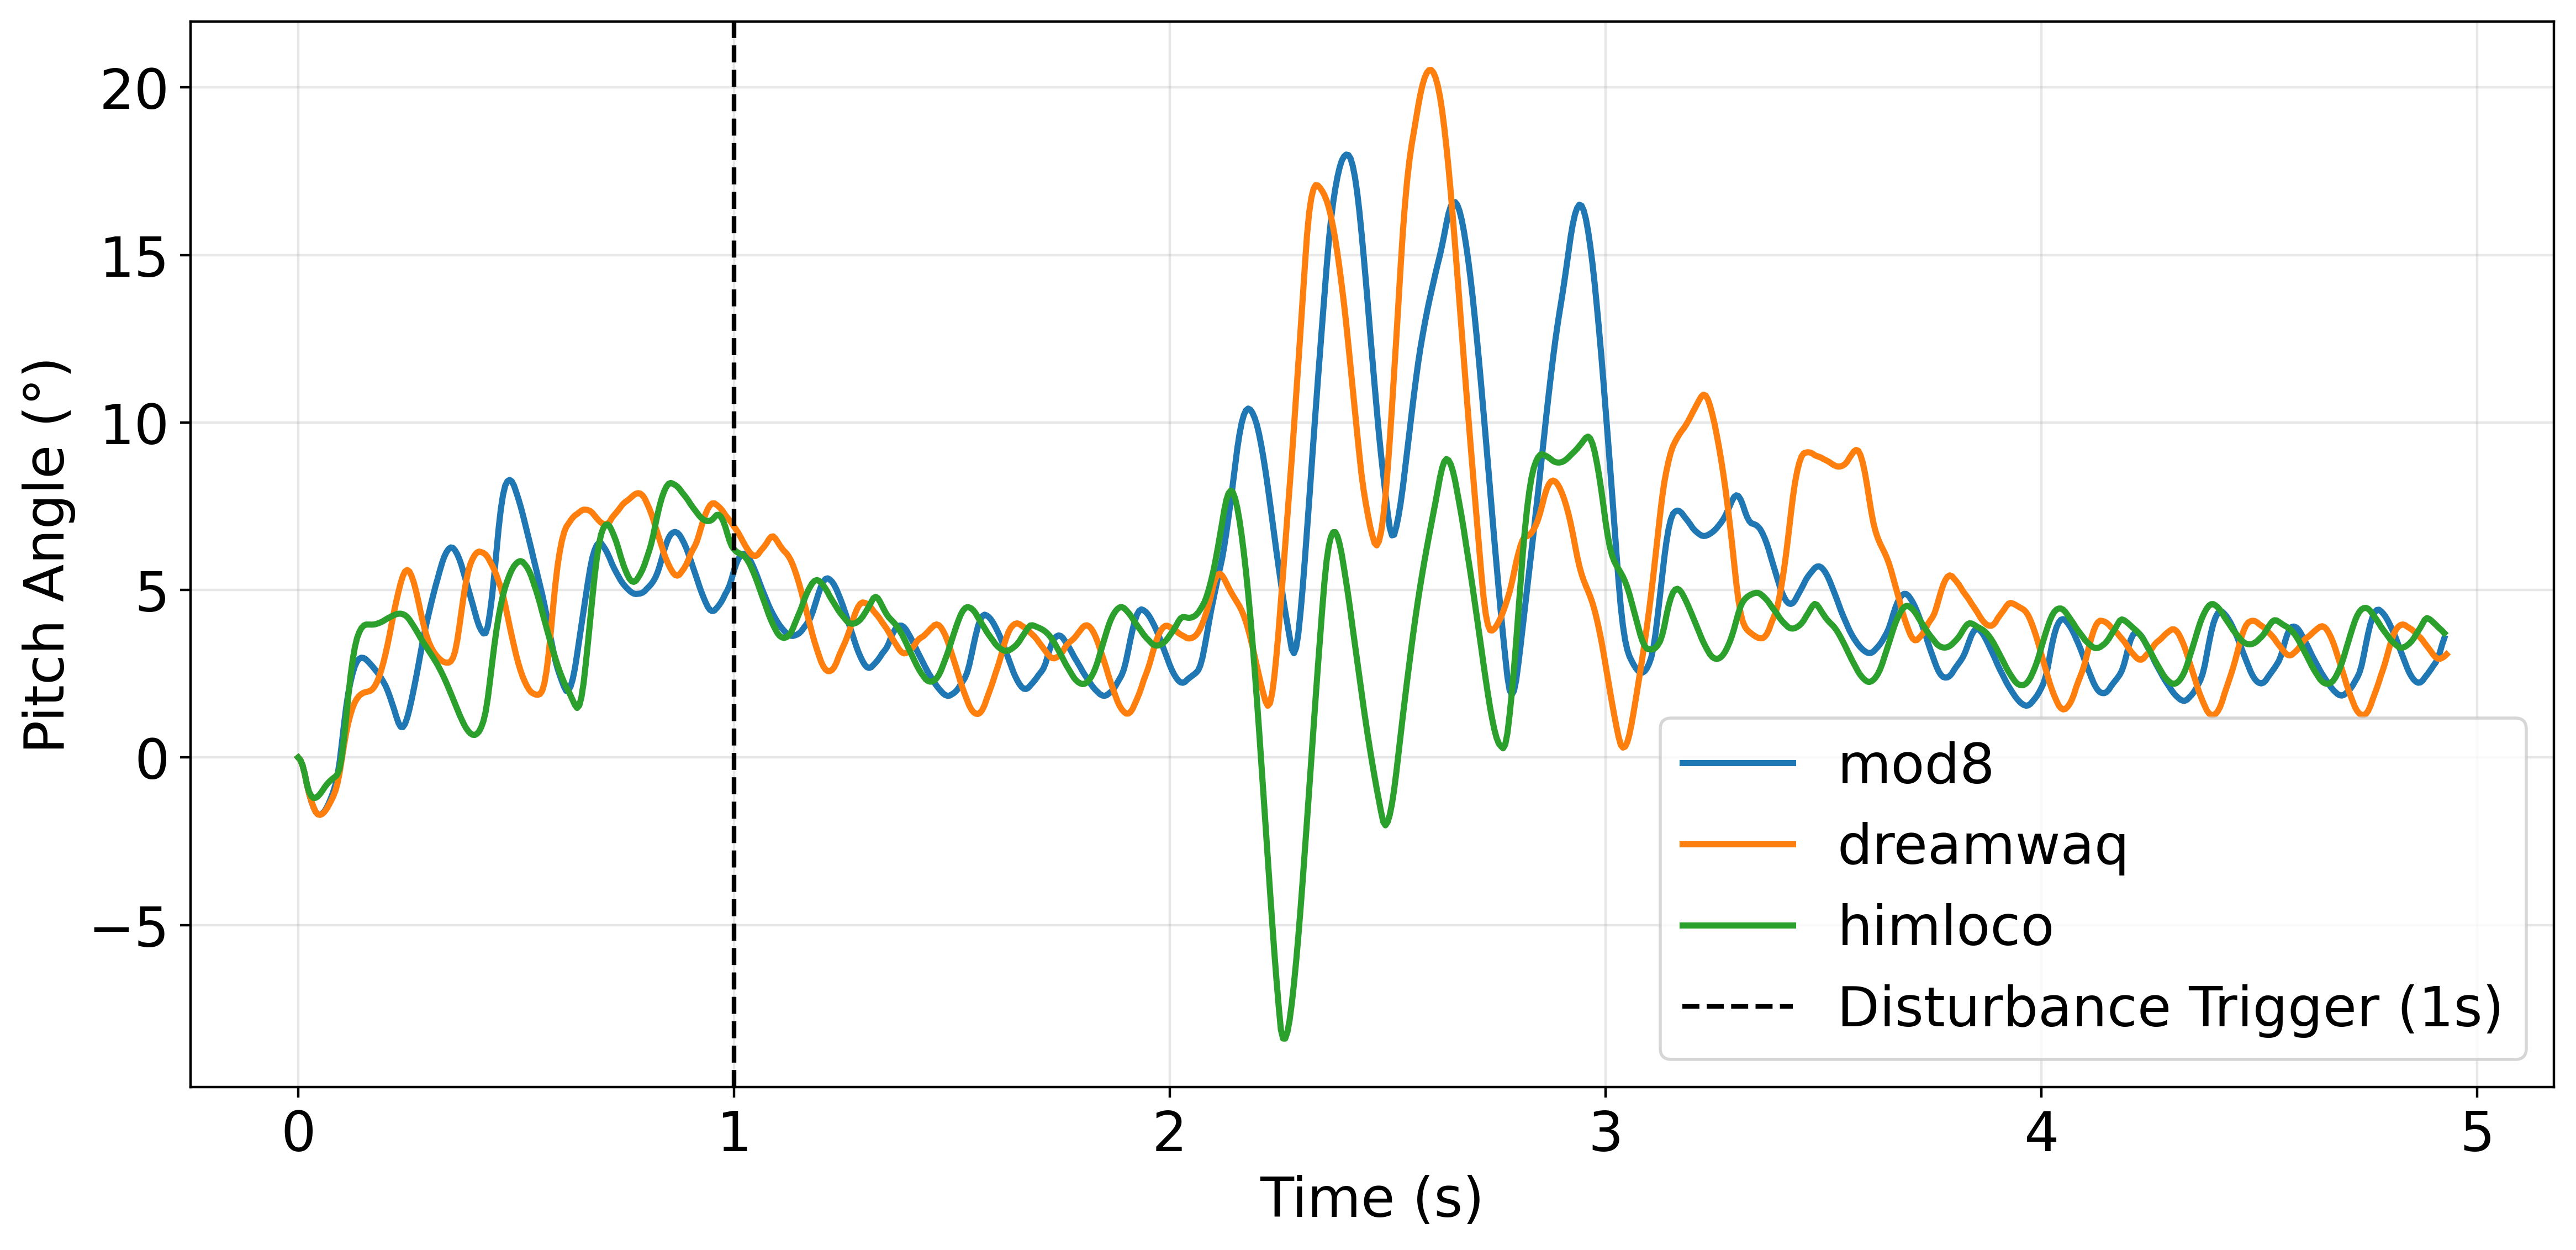 Pitch Angle (°)
20
15
10
5
0
−5
0 1 2 3 4 5
Time (s)
mod8
dreamwaq
himloco
Disturbance Trigger (1s)